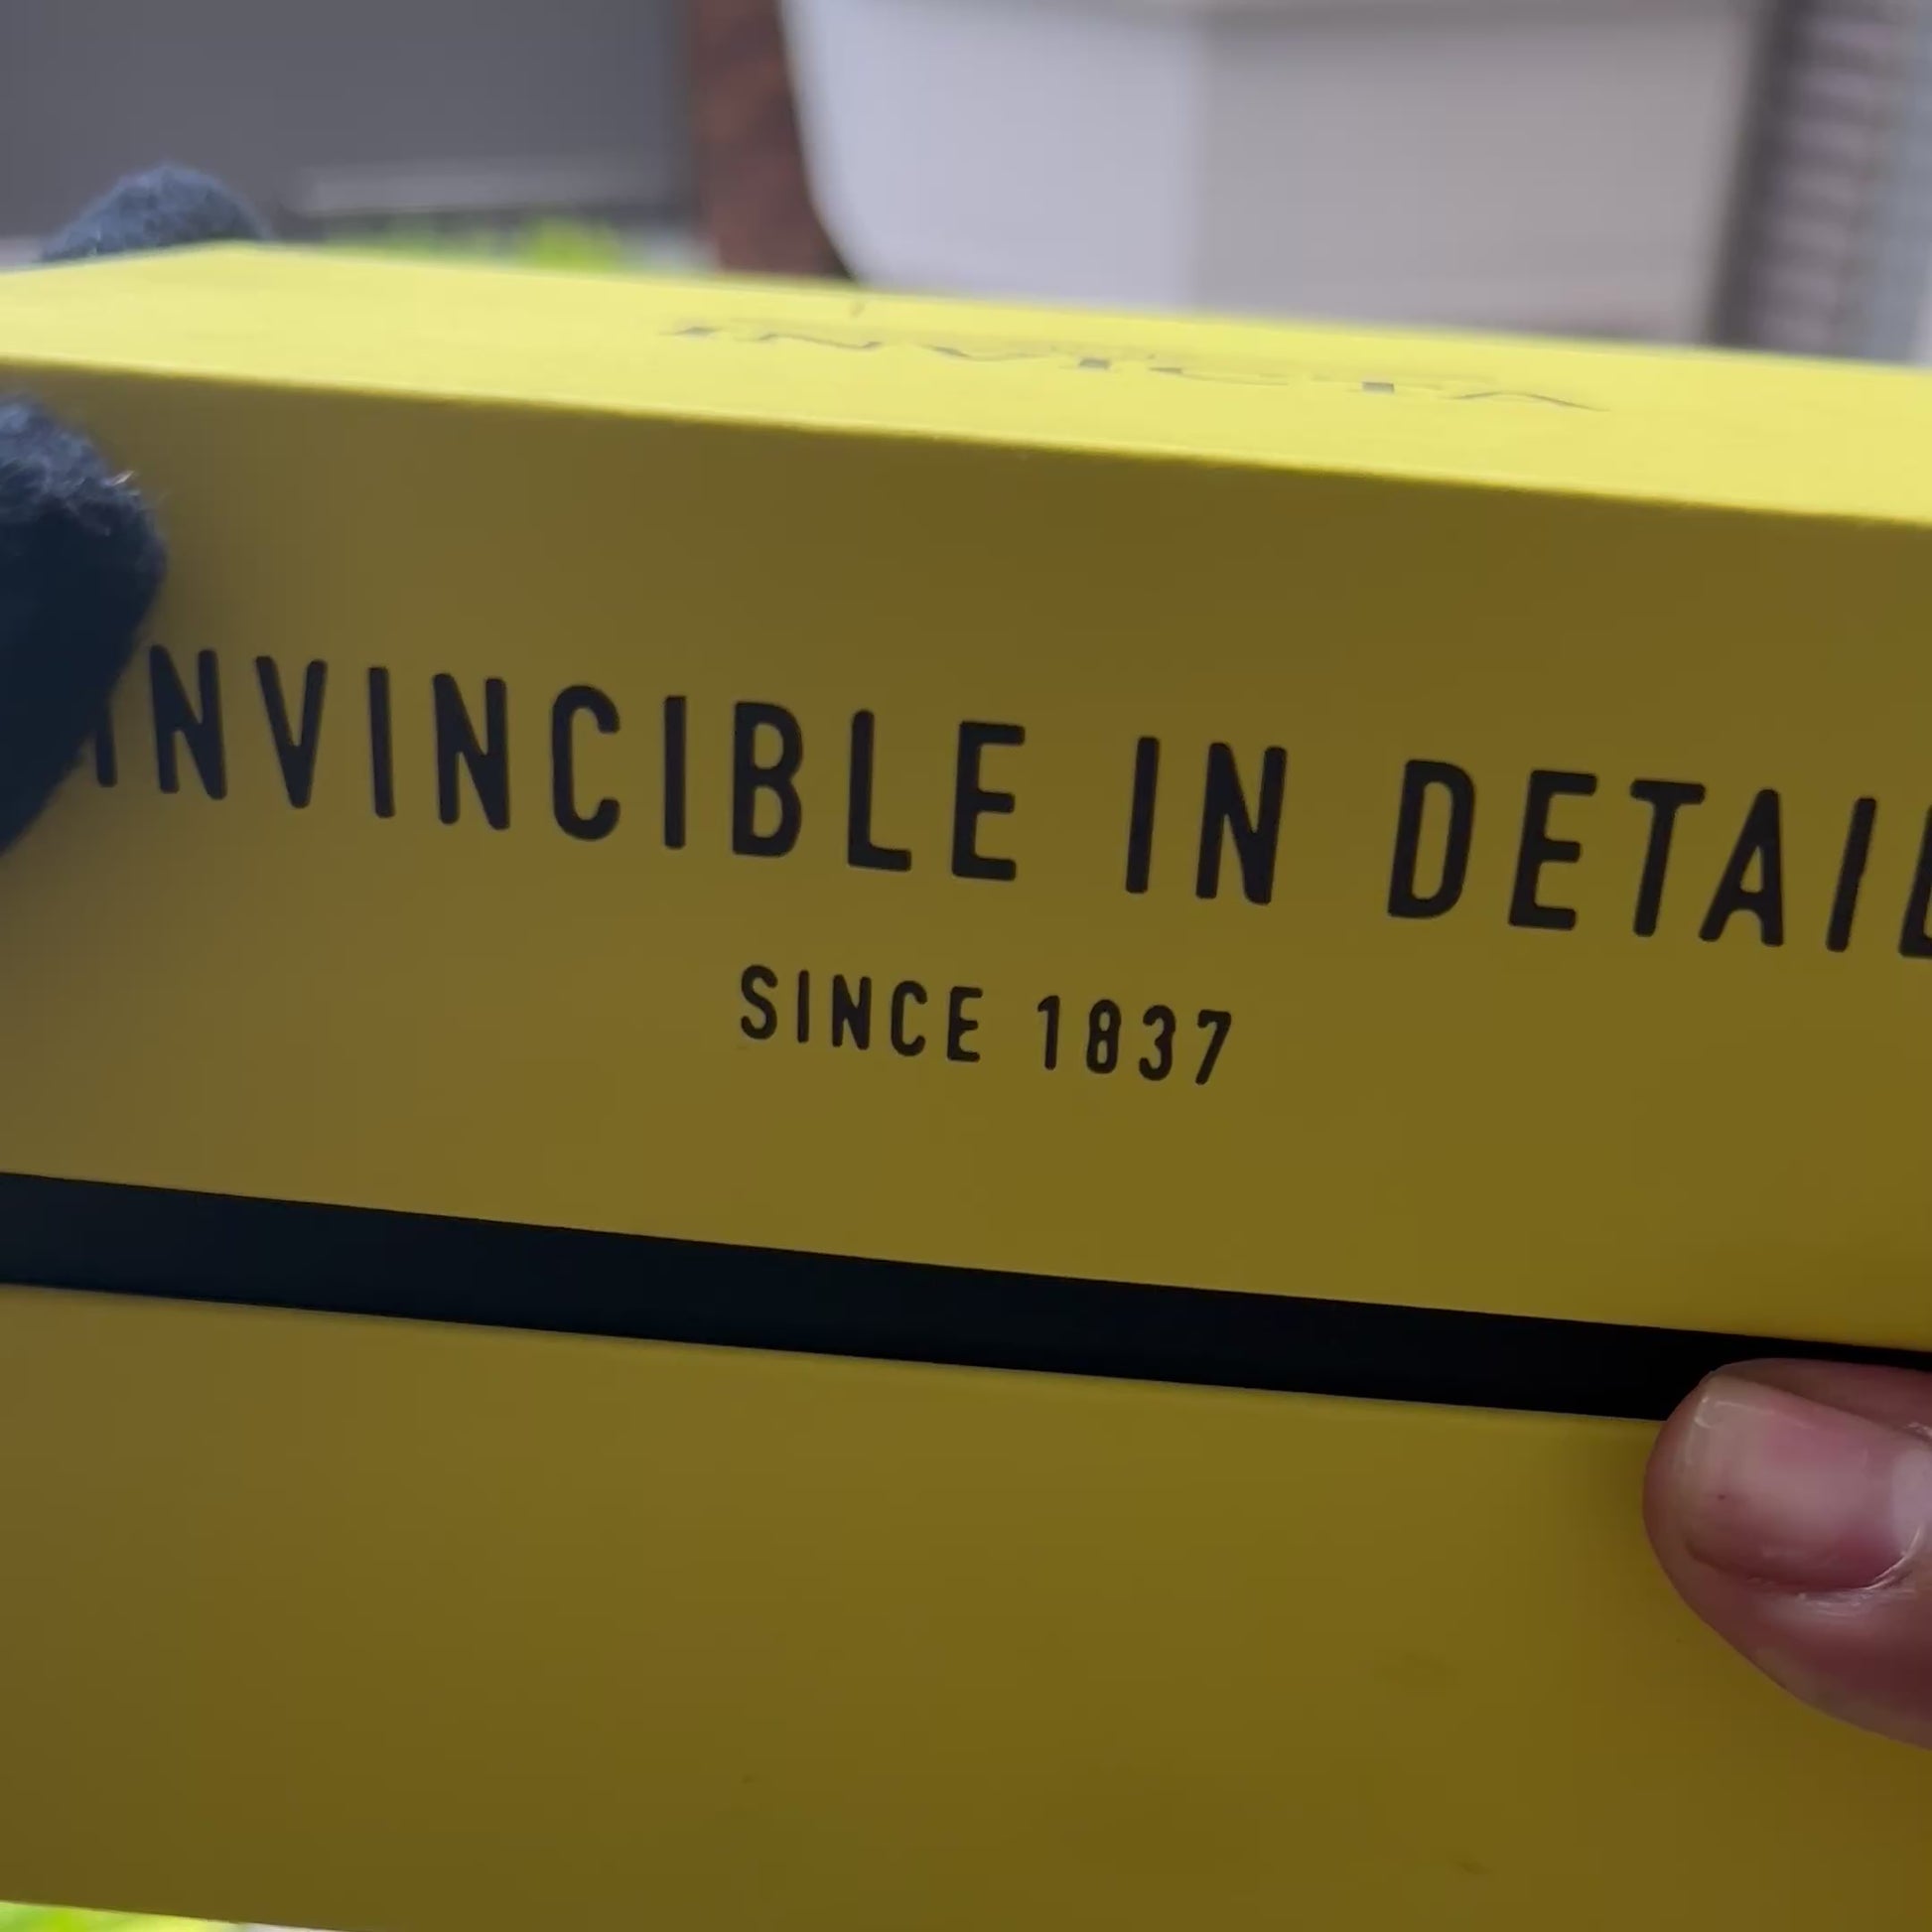 INVICTA
INVINCIBLE IN DETAIL
SINCE 1837